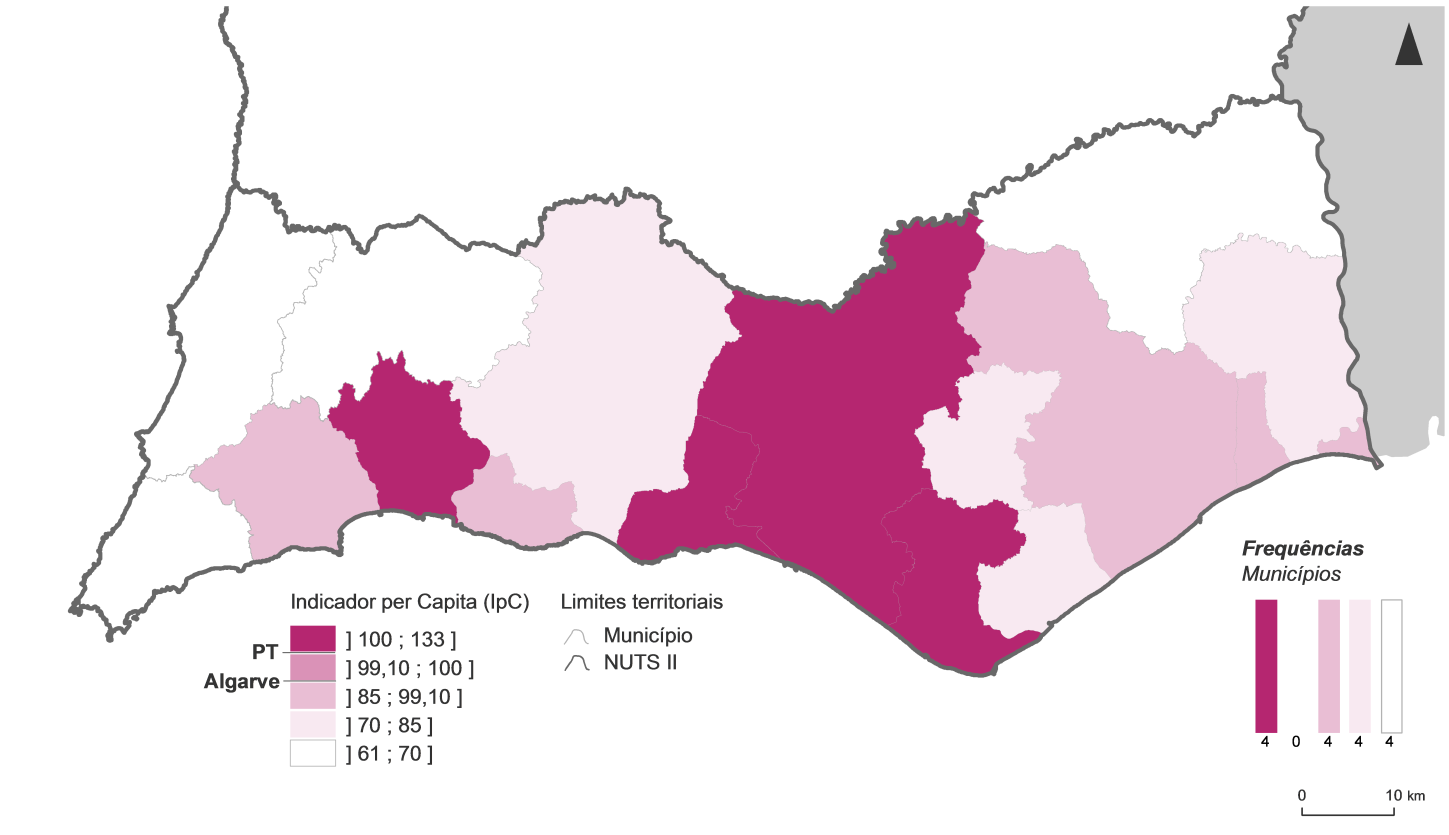 Frequências
Municípios
Indicador per Capita (IpC)
PT
Algarve
] 100 ; 133 ]
] 99,10 ; 100 ]
] 85 ; 99,10 ]
] 70 ; 85 ]
] 61 ; 70 ]
Limites territoriais
Município
NUTS II
4 0 4 4 4
0 10 km